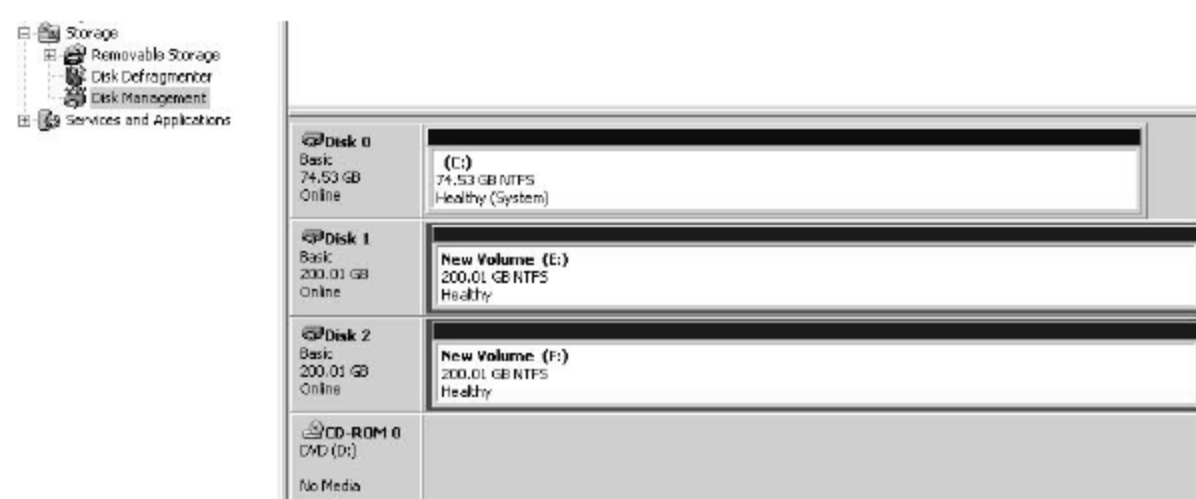 Storage
Removable Storage
Disk Defragmenter
Disk Management
Services and Applications
Disk 0
Basic
74.53 GB
Online
(C:)
74.53 GB NTFS
Healthy (System)
Disk 1
Basic
200.01 GB
Online
New Volume (E:)
200.01 GB NTFS
Healthy
Disk 2
Basic
200.01 GB
Online
New Volume (F:)
200.01 GB NTFS
Healthy
CD-ROM 0
DVD (D:)
No Media